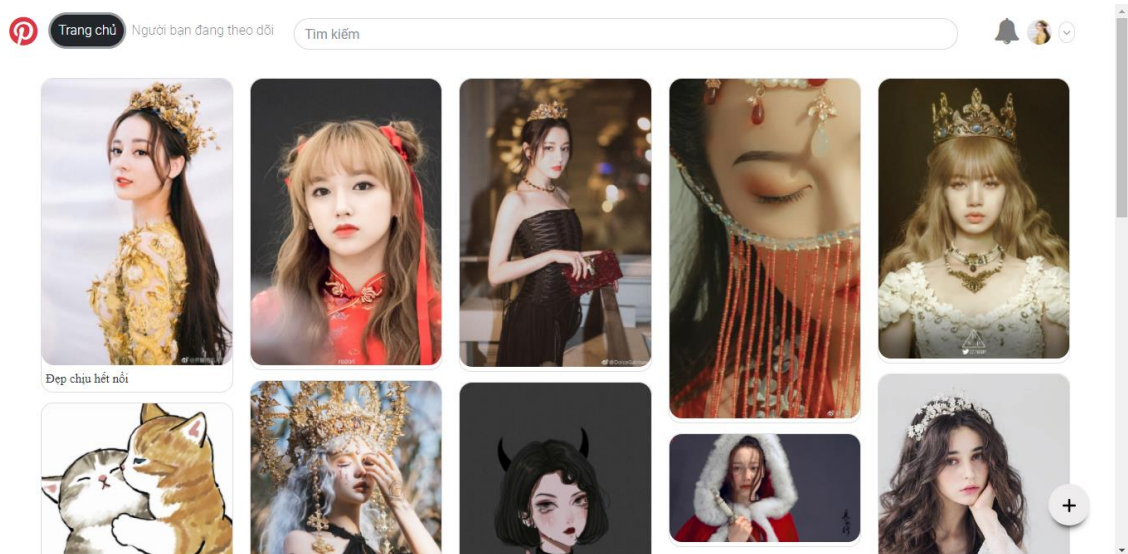 Trang chủ
Người bạn đang theo dõi
Tìm kiếm
Đẹp chịu hết nổi